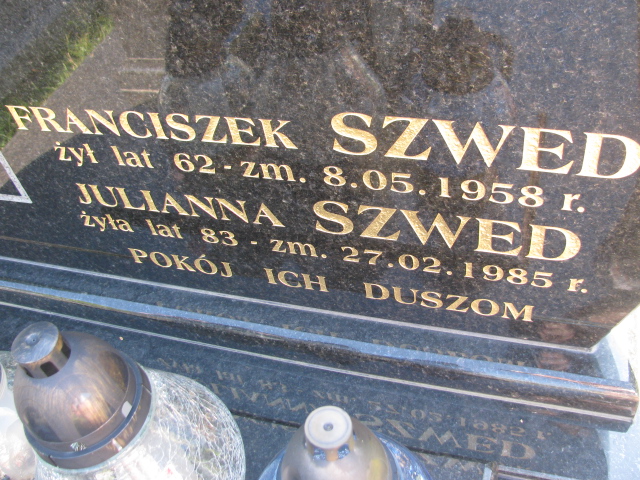 FRANCISZEK SZWED
żył lat 62 - zm. 8.05.1958 r.
JULIANNA SZWED
żyła lat 83 - zm. 27.02.1985 r.
POKÓJ ICH DUSZOM